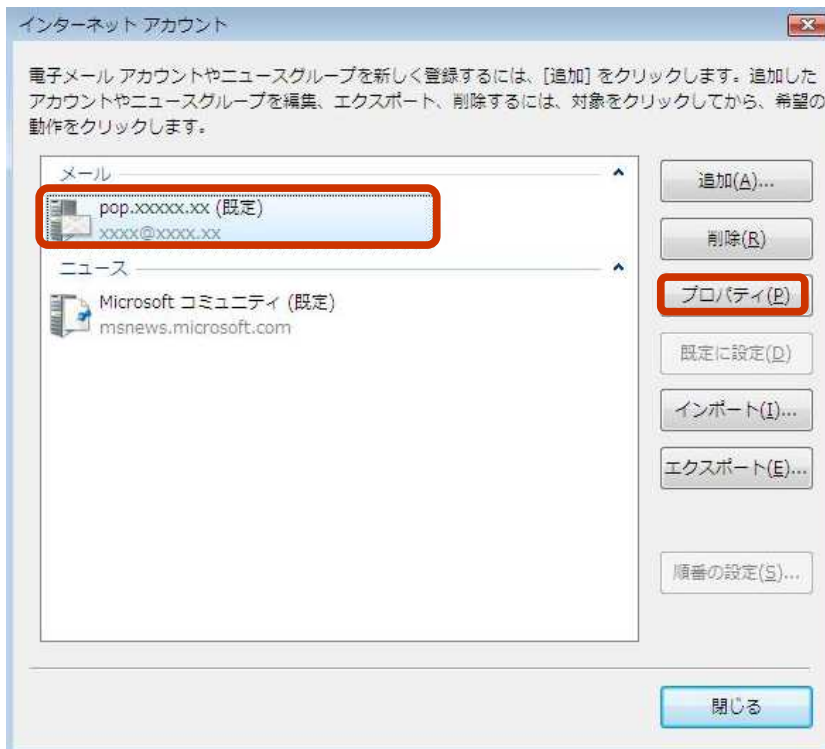 インターネット アカウント
電子メール アカウントやニュースグループを新しく登録するには、[追加] をクリックします。追加した
アカウントやニュースグループを編集、エクスポート、削除するには、対象をクリックしてから、希望の
動作をクリックします。
メール
pop.xxxxx.xx (既定)
xxxx@xxxx.xx
ニュース
Microsoft コミュニティ (既定)
msnews.microsoft.com
追加(A)...
削除(R)
プロパティ(P)
既定に設定(D)
インポート(I)...
エクスポート(E)...
順番の設定(S)...
閉じる